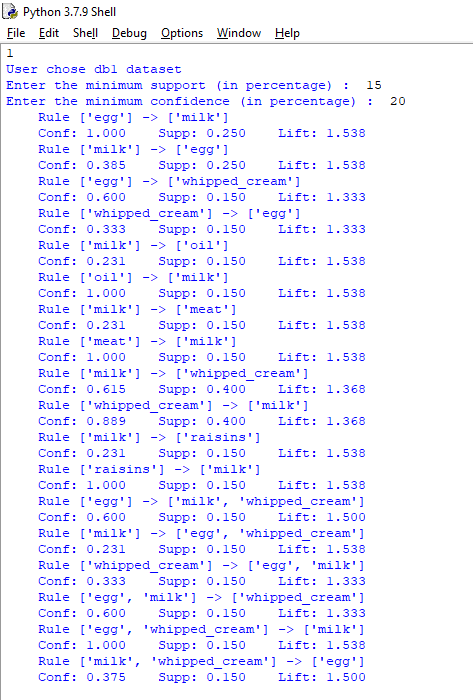 Python 3.7.9 Shell
File Edit Shell Debug Options Window Help
1
User chose db1 dataset
Enter the minimum support (in percentage) :  15
Enter the minimum confidence (in percentage) :  20
    Rule ['egg'] -> ['milk']
    Conf: 1.000    Supp: 0.250    Lift: 1.538
    Rule ['milk'] -> ['egg']
    Conf: 0.385    Supp: 0.250    Lift: 1.538
    Rule ['egg'] -> ['whipped_cream']
    Conf: 0.600    Supp: 0.150    Lift: 1.333
    Rule ['whipped_cream'] -> ['egg']
    Conf: 0.333    Supp: 0.150    Lift: 1.333
    Rule ['milk'] -> ['oil']
    Conf: 0.231    Supp: 0.150    Lift: 1.538
    Rule ['oil'] -> ['milk']
    Conf: 1.000    Supp: 0.150    Lift: 1.538
    Rule ['milk'] -> ['meat']
    Conf: 0.231    Supp: 0.150    Lift: 1.538
    Rule ['meat'] -> ['milk']
    Conf: 1.000    Supp: 0.150    Lift: 1.538
    Rule ['milk'] -> ['whipped_cream']
    Conf: 0.615    Supp: 0.400    Lift: 1.368
    Rule ['whipped_cream'] -> ['milk']
    Conf: 0.889    Supp: 0.400    Lift: 1.368
    Rule ['milk'] -> ['raisins']
    Conf: 0.231    Supp: 0.150    Lift: 1.538
    Rule ['raisins'] -> ['milk']
    Conf: 1.000    Supp: 0.150    Lift: 1.538
    Rule ['egg'] -> ['milk', 'whipped_cream']
    Conf: 0.600    Supp: 0.150    Lift: 1.500
    Rule ['milk'] -> ['egg', 'whipped_cream']
    Conf: 0.231    Supp: 0.150    Lift: 1.538
    Rule ['whipped_cream'] -> ['egg', 'milk']
    Conf: 0.333    Supp: 0.150    Lift: 1.333
    Rule ['egg', 'milk'] -> ['whipped_cream']
    Conf: 0.600    Supp: 0.150    Lift: 1.333
    Rule ['egg', 'whipped_cream'] -> ['milk']
    Conf: 1.000    Supp: 0.150    Lift: 1.538
    Rule ['milk', 'whipped_cream'] -> ['egg']
    Conf: 0.375    Supp: 0.150    Lift: 1.500